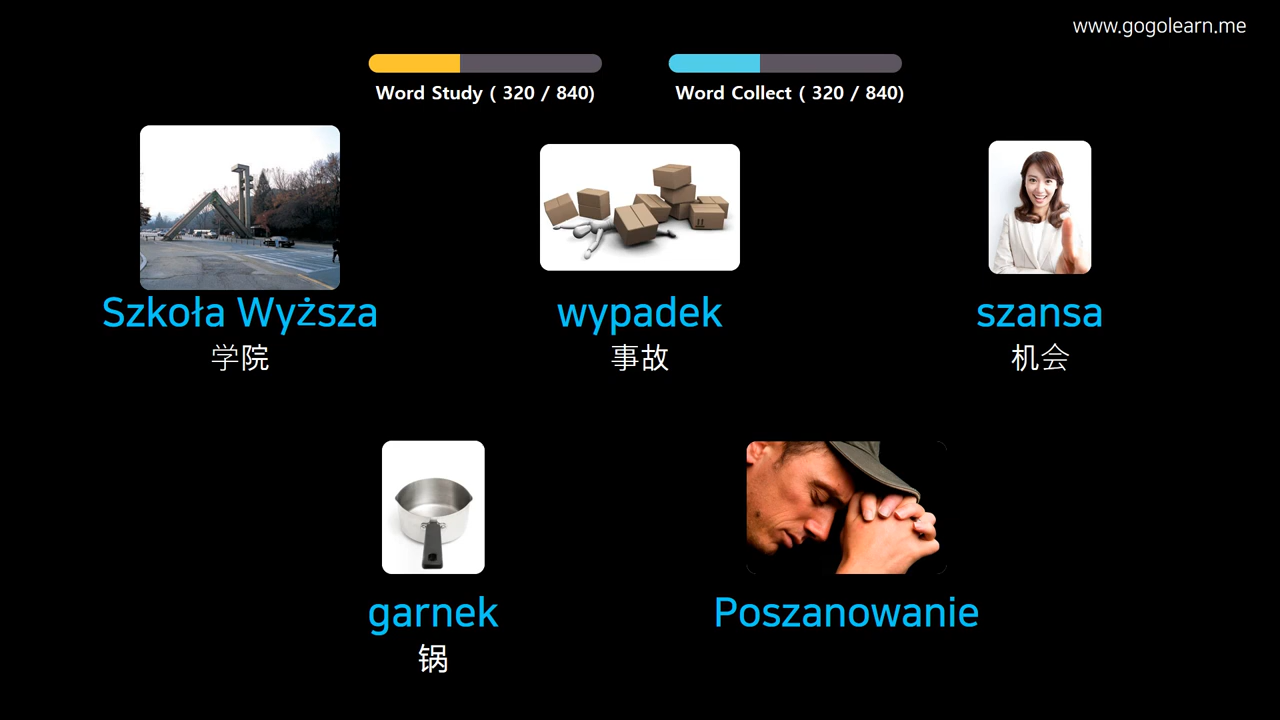 www.gogolearn.me
Word Study ( 320 / 840)
Word Collect ( 320 / 840)
Szkoła Wyższa
学院
wypadek
事故
szansa
机会
garnek
锅
Poszanowanie